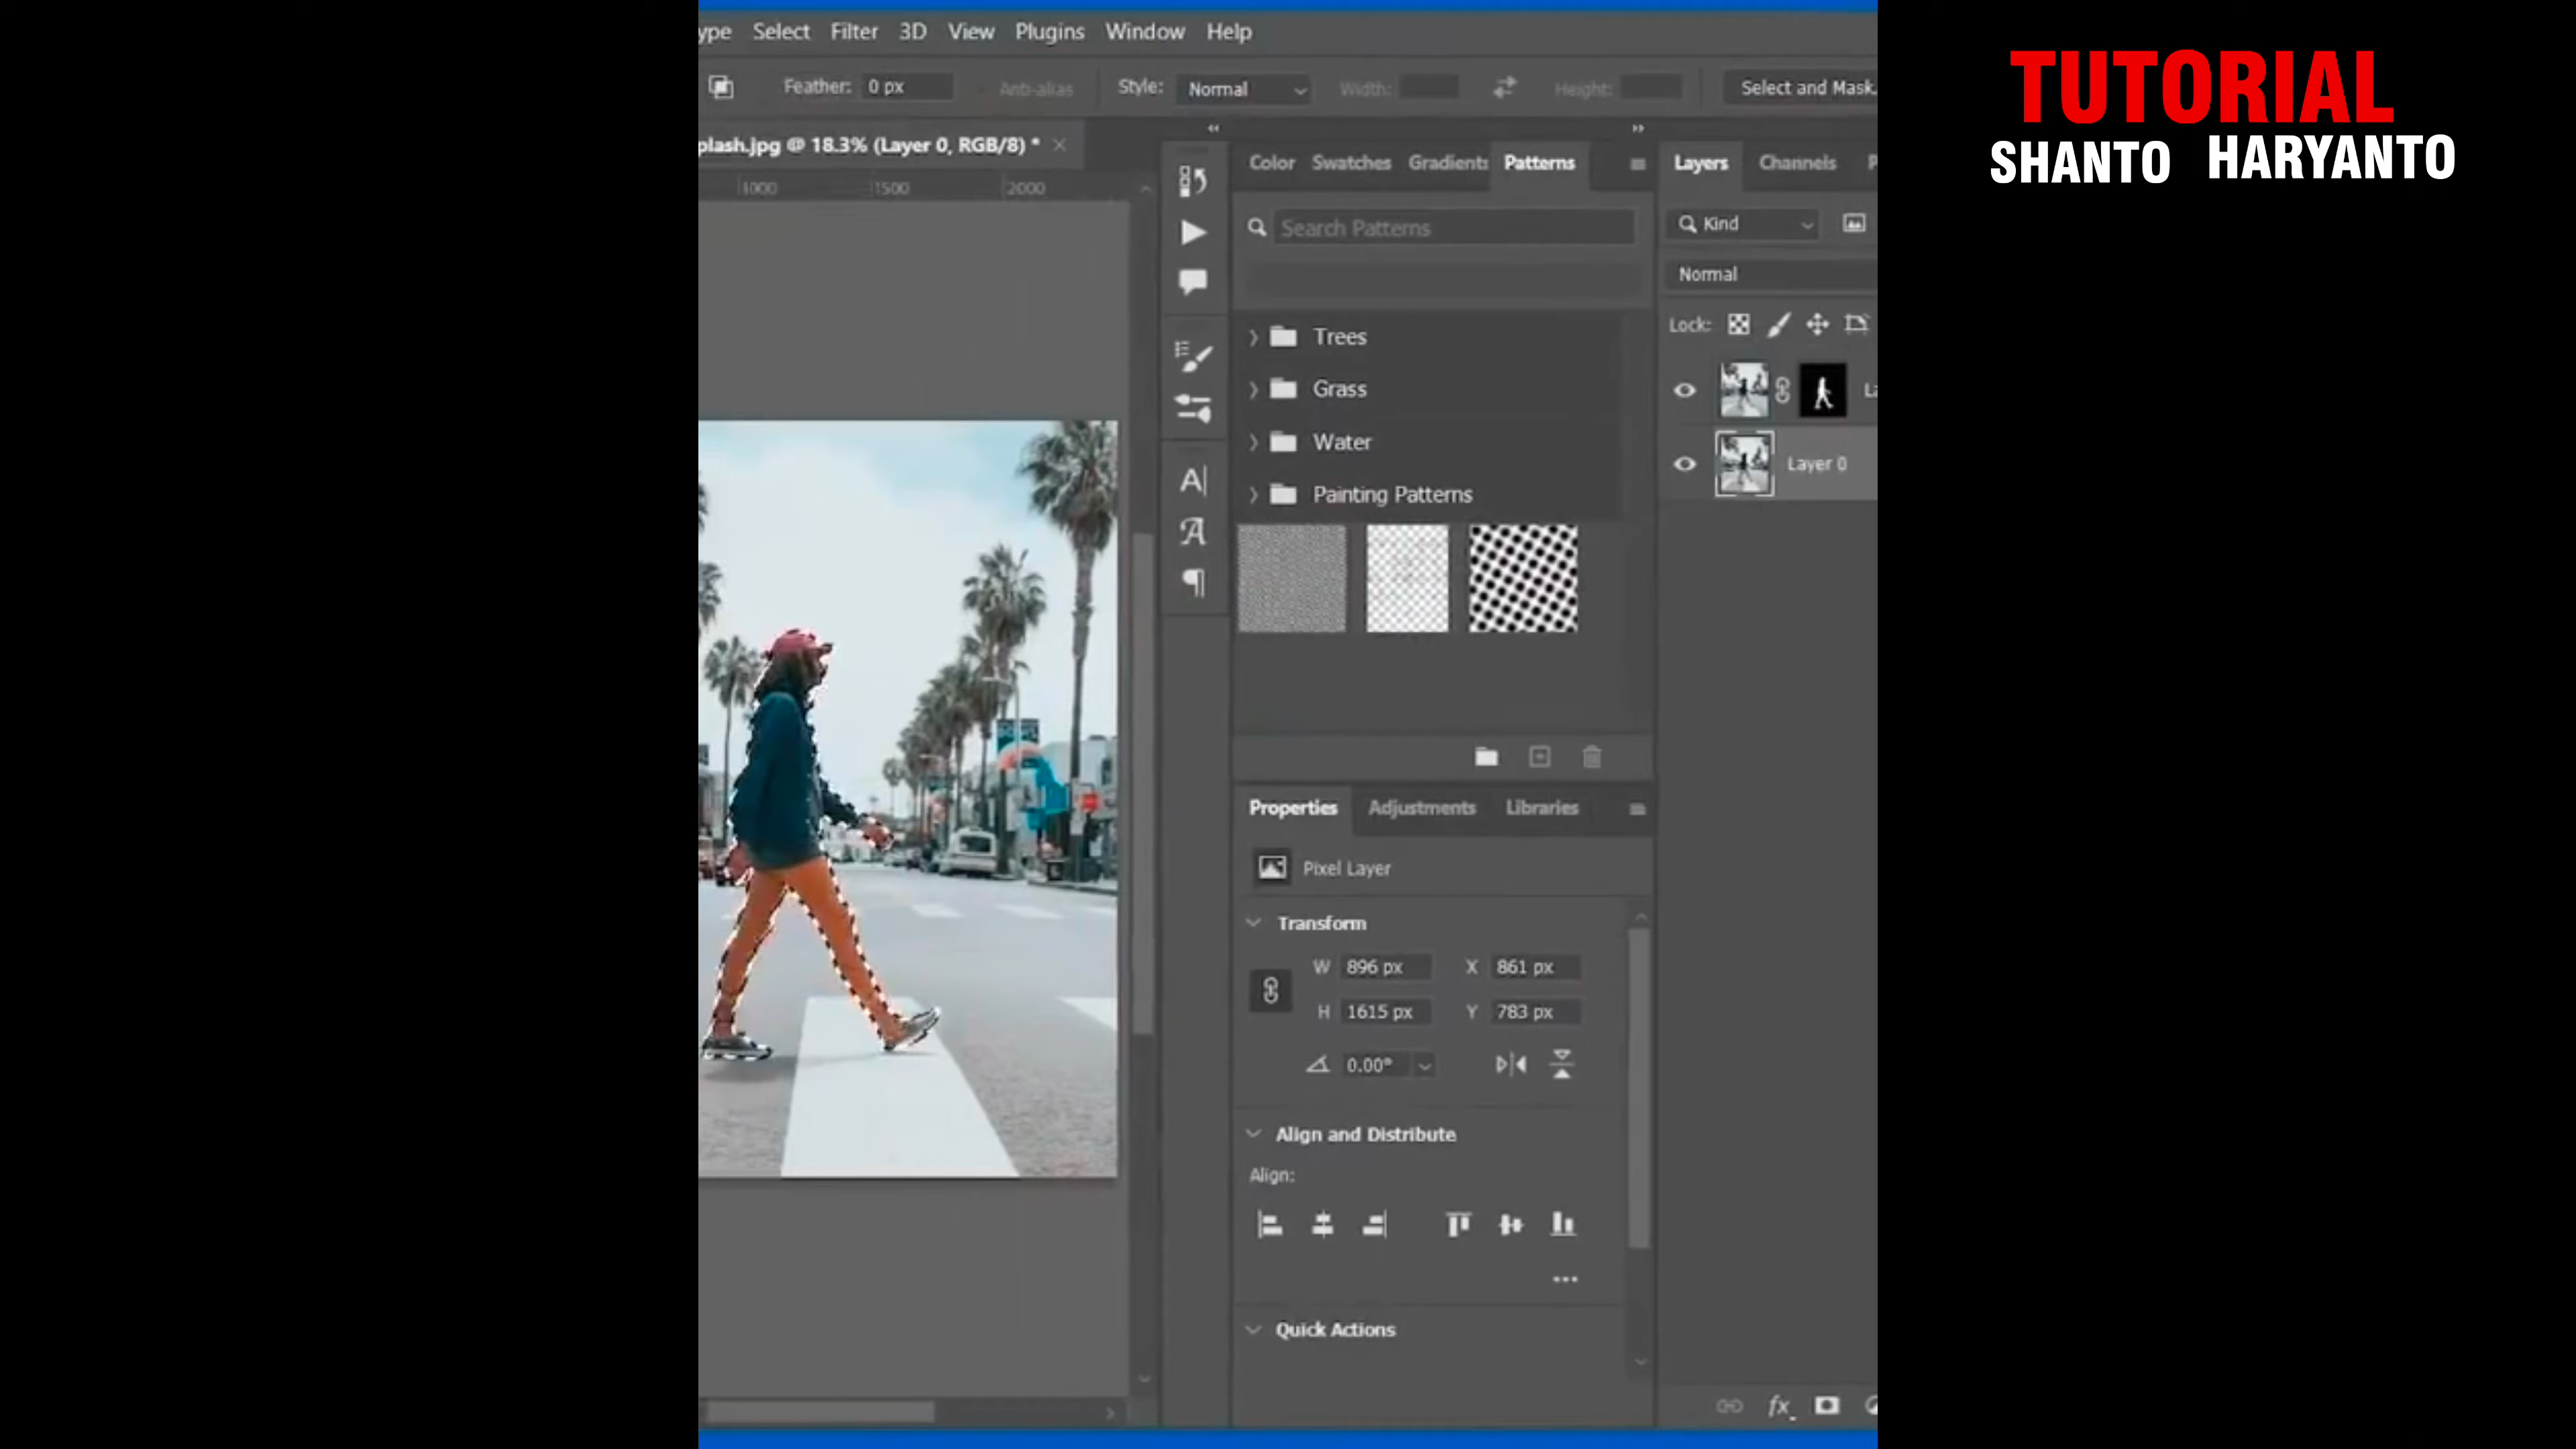 ype Select Filter 3D View Plugins Window Help
Feather: 0 px Anti-alias Style: Normal Width: Height: Select and Mask.
plash.jpg @ 18.3% (Layer 0, RGB/8) * ×
1000 1500 2000
Color Swatches Gradients Patterns
Search Patterns
Trees
Grass
Water
Painting Patterns
Properties Adjustments Libraries
Pixel Layer
Transform
W 896 px X 861 px
H 1615 px Y 783 px
0.00°
Align and Distribute
Align:
Quick Actions
Layers Channels P
Kind
Normal
Lock:
La
Layer 0
fx
TUTORIAL
SHANTO HARYANTO